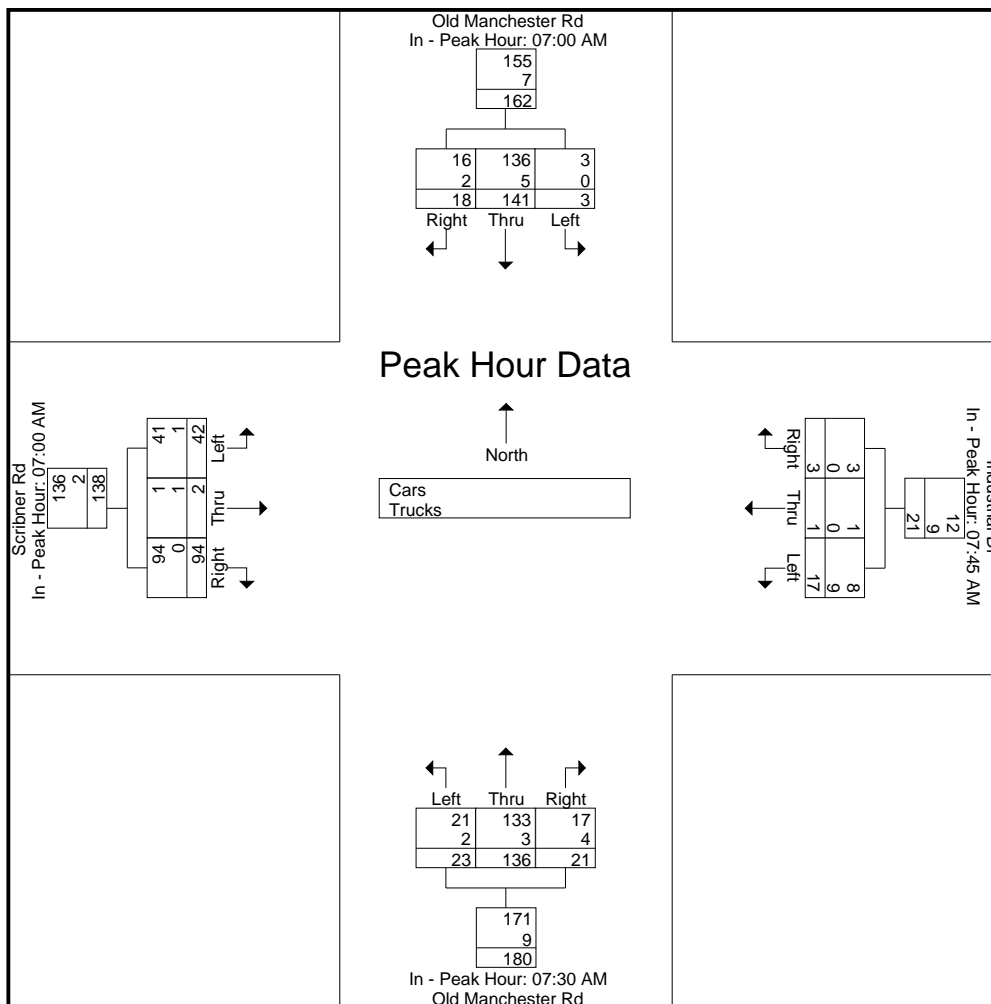 Old Manchester Rd
In - Peak Hour: 07:00 AM
155
7
162
16 136 3
2 5 0
18 141 3
Right Thru Left
Peak Hour Data
North
Cars
Trucks
Scribner Rd
In - Peak Hour: 07:00 AM
136
2
138
41 1 94
1 1 0
42 2 94
Left Thru Right
In - Peak Hour: 07:45 AM
12
9
21
3 1 8
0 0 9
3 1 17
Right Thru Left
Left Thru Right
21 133 17
2 3 4
23 136 21
171
9
180
In - Peak Hour: 07:30 AM
Old Manchester Rd